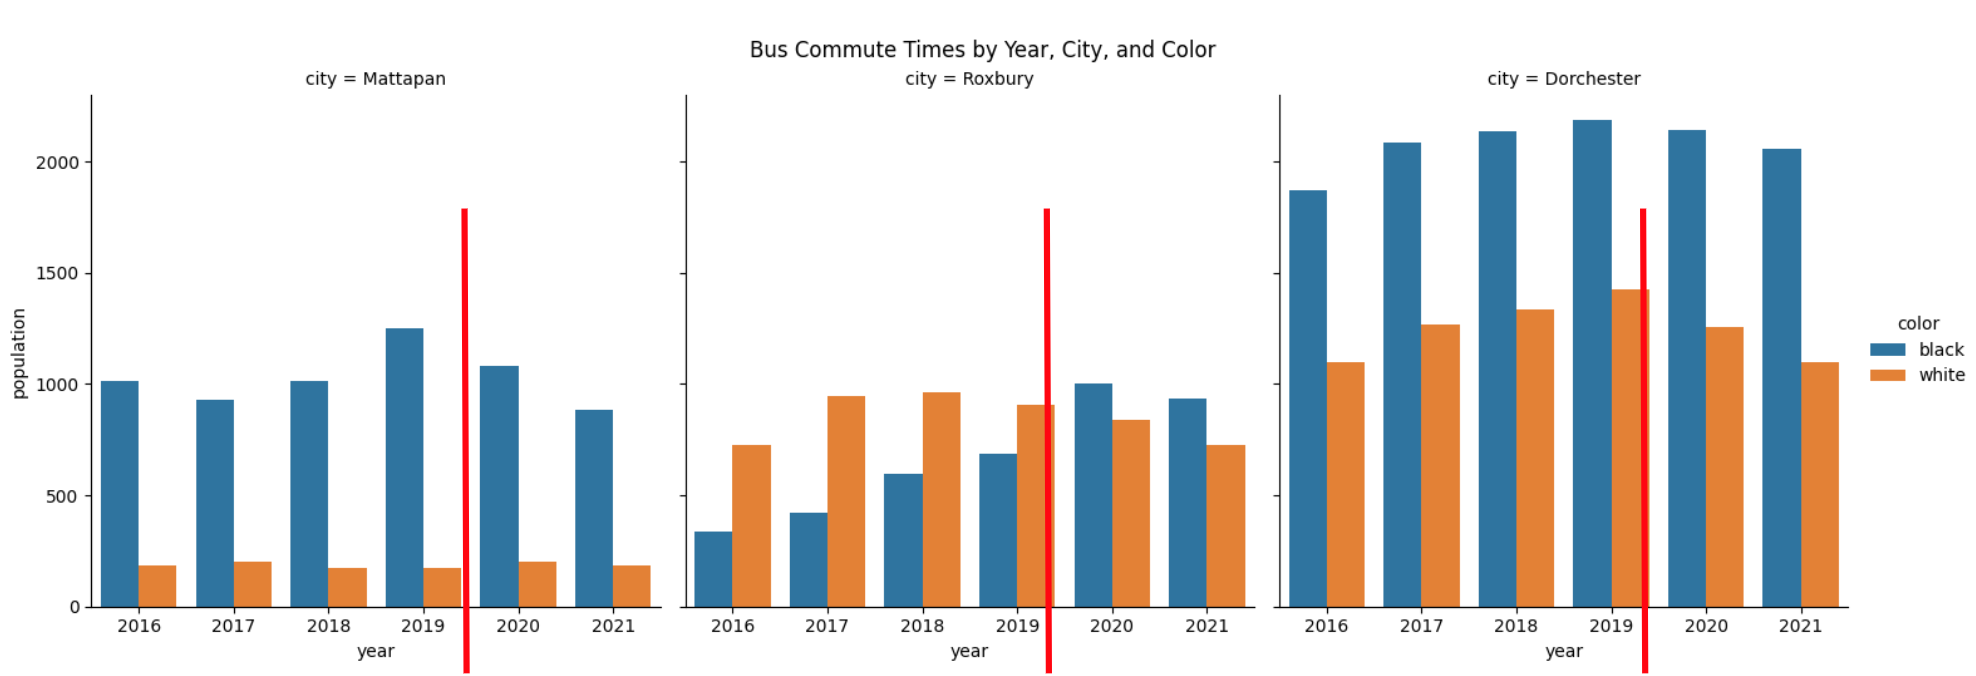 Bus Commute Times by Year, City, and Color
city = Mattapan
city = Roxbury
city = Dorchester
population
2000
1500
1000
500
0
2016 2017 2018 2019 2020 2021
year
2016 2017 2018 2019 2020 2021
year
2016 2017 2018 2019 2020 2021
year
color
black
white